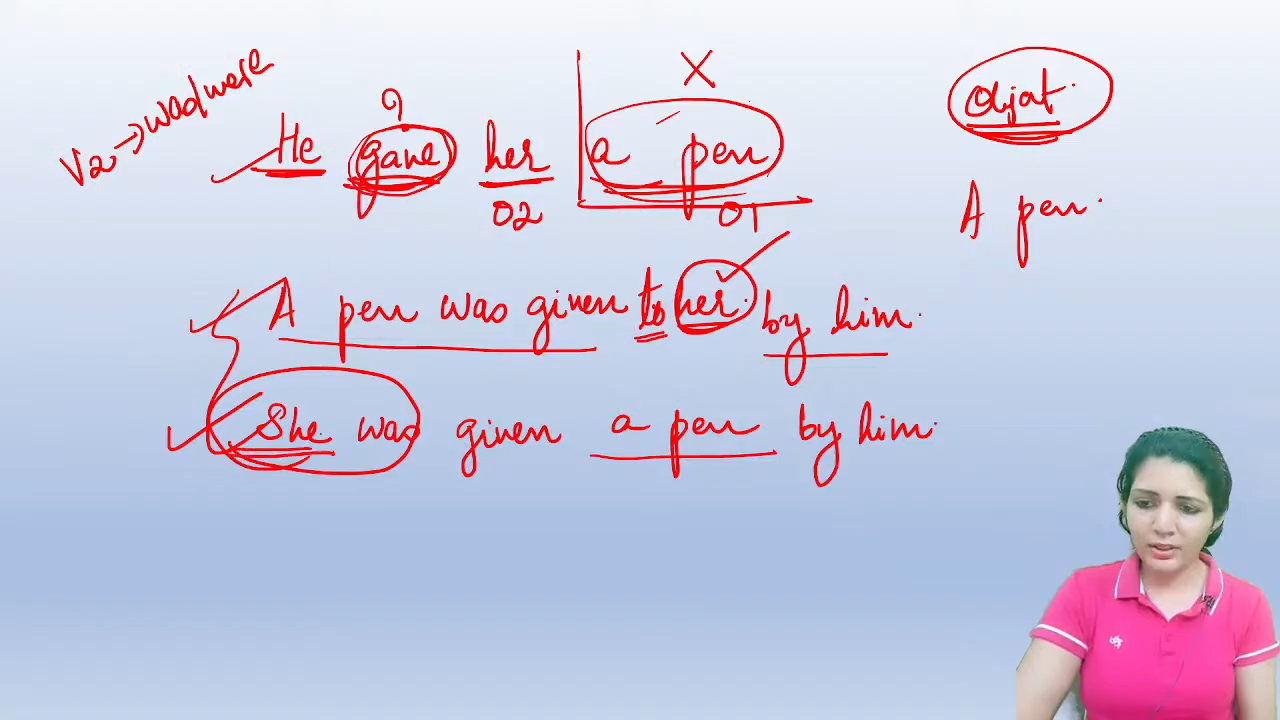 V2 → was/were
He gave her a pen
?
X
O2
O1
Objat.
A pen.
A pen was given to her. by him.
She was given a pen by him.